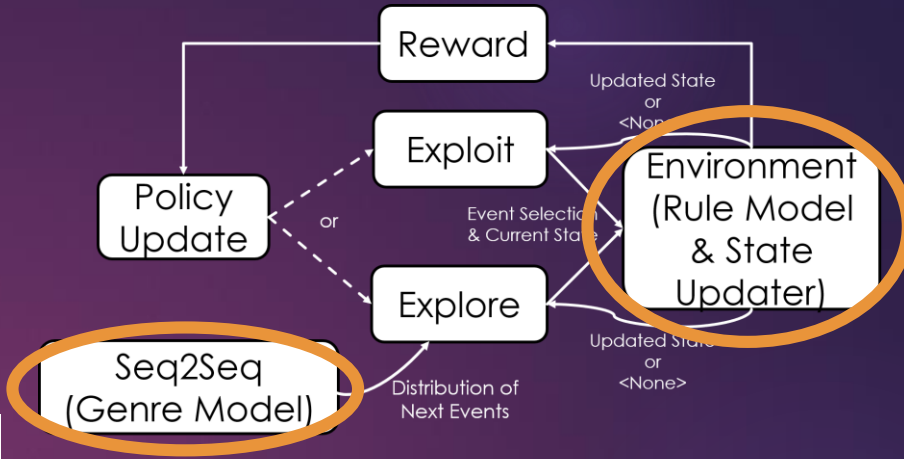 Reward
Updated State
or
<None>
Exploit
Environment
(Rule Model
& State
Updater)
Policy
Update
or
Event Selection
& Current State
Explore
Seq2Seq
(Genre Model)
Distribution of
Next Events
Updated State
or
<None>